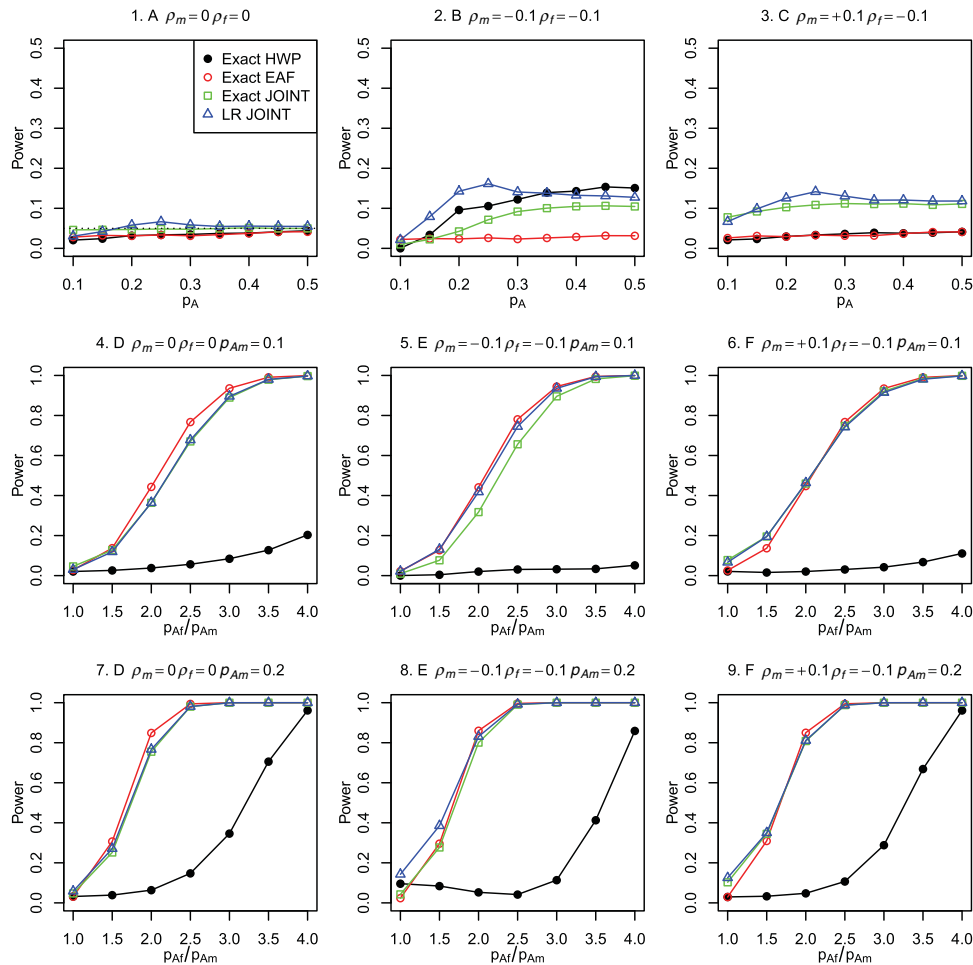 1. A ρm=0 ρf=0
2. B ρm=−0.1 ρf=−0.1
3. C ρm=+0.1 ρf=−0.1
Power
0.0 0.1 0.2 0.3 0.4 0.5
0.1 0.2 0.3 0.4 0.5
pA
Exact HWP
Exact EAF
Exact JOINT
LR JOINT
Power
0.0 0.1 0.2 0.3 0.4 0.5
0.1 0.2 0.3 0.4 0.5
pA
Power
0.0 0.1 0.2 0.3 0.4 0.5
0.1 0.2 0.3 0.4 0.5
pA
4. D ρm=0 ρf=0 pAm=0.1
5. E ρm=−0.1 ρf=−0.1 pAm=0.1
6. F ρm=+0.1 ρf=−0.1 pAm=0.1
Power
0.0 0.2 0.4 0.6 0.8 1.0
1.0 1.5 2.0 2.5 3.0 3.5 4.0
pAf/pAm
Power
0.0 0.2 0.4 0.6 0.8 1.0
1.0 1.5 2.0 2.5 3.0 3.5 4.0
pAf/pAm
Power
0.0 0.2 0.4 0.6 0.8 1.0
1.0 1.5 2.0 2.5 3.0 3.5 4.0
pAf/pAm
7. D ρm=0 ρf=0 pAm=0.2
8. E ρm=−0.1 ρf=−0.1 pAm=0.2
9. F ρm=+0.1 ρf=−0.1 pAm=0.2
Power
0.0 0.2 0.4 0.6 0.8 1.0
1.0 1.5 2.0 2.5 3.0 3.5 4.0
pAf/pAm
Power
0.0 0.2 0.4 0.6 0.8 1.0
1.0 1.5 2.0 2.5 3.0 3.5 4.0
pAf/pAm
Power
0.0 0.2 0.4 0.6 0.8 1.0
1.0 1.5 2.0 2.5 3.0 3.5 4.0
pAf/pAm